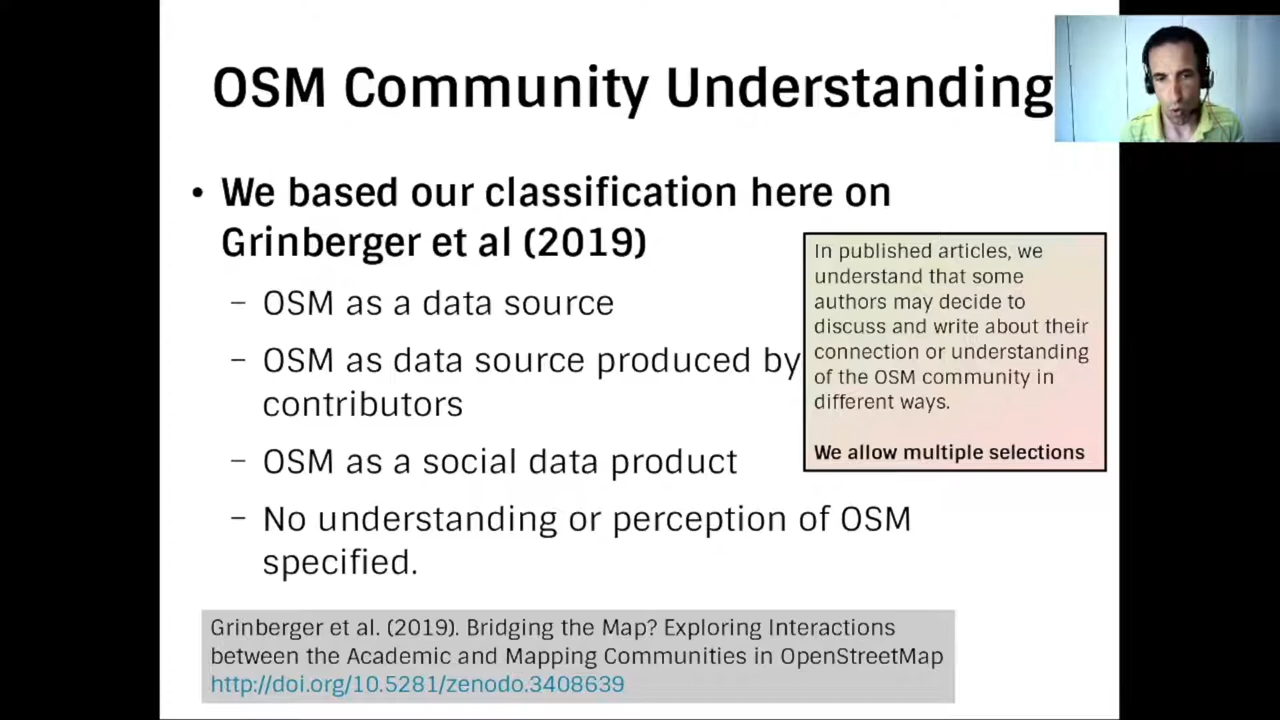 OSM Community Understanding
• We based our classification here on
Grinberger et al (2019)
– OSM as a data source
– OSM as data source produced by
contributors
– OSM as a social data product
– No understanding or perception of OSM
specified.
In published articles, we
understand that some
authors may decide to
discuss and write about their
connection or understanding
of the OSM community in
different ways.
We allow multiple selections
Grinberger et al. (2019). Bridging the Map? Exploring Interactions
between the Academic and Mapping Communities in OpenStreetMap
http://doi.org/10.5281/zenodo.3408639